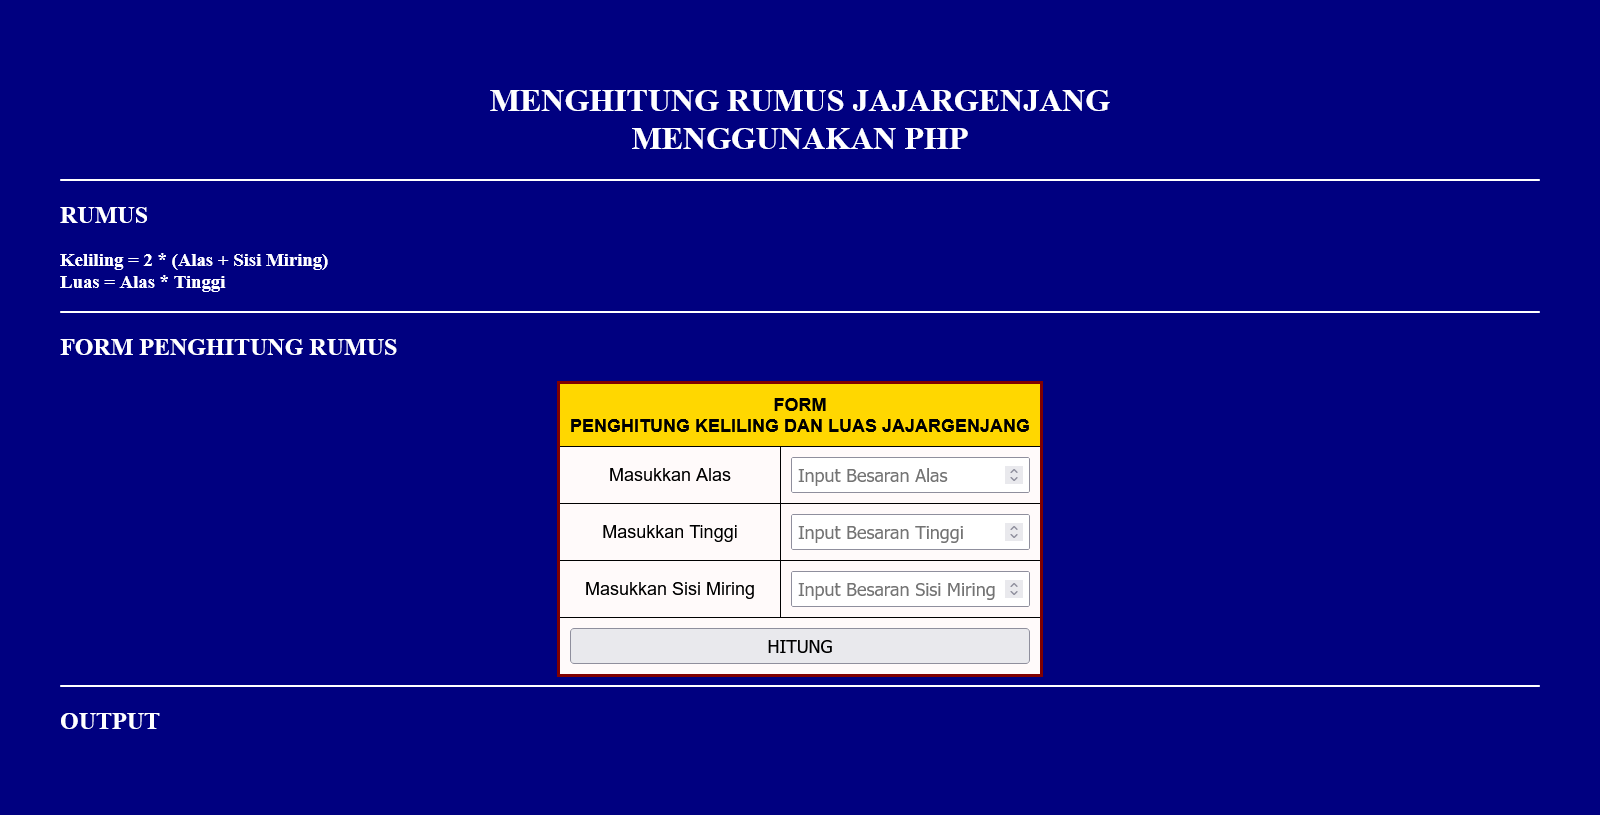 MENGHITUNG RUMUS JAJARGENJANG
MENGGUNAKAN PHP
RUMUS
Keliling = 2 * (Alas + Sisi Miring)
Luas = Alas * Tinggi
FORM PENGHITUNG RUMUS
FORM
PENGHITUNG KELILING DAN LUAS JAJARGENJANG
Masukkan Alas
Input Besaran Alas
Masukkan Tinggi
Input Besaran Tinggi
Masukkan Sisi Miring
Input Besaran Sisi Miring
HITUNG
OUTPUT